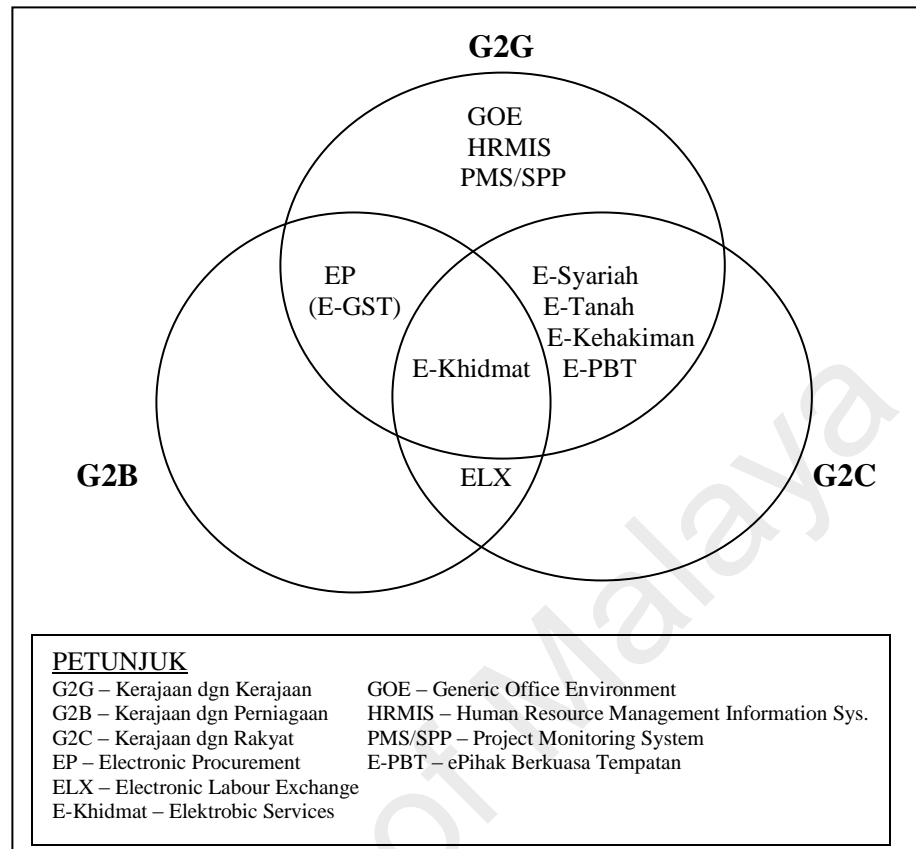 G2G
GOE
HRMIS
PMS/SPP
EP
(E-GST)
E-Syariah
E-Tanah
E-Kehakiman
E-PBT
E-Khidmat
G2B
ELX
G2C
PETUNJUK
G2G – Kerajaan dgn Kerajaan
G2B – Kerajaan dgn Perniagaan
G2C – Kerajaan dgn Rakyat
EP – Electronic Procurement
ELX – Electronic Labour Exchange
E-Khidmat – Elektrobic Services
GOE – Generic Office Environment
HRMIS – Human Resource Management Information Sys.
PMS/SPP – Project Monitoring System
E-PBT – ePihak Berkuasa Tempatan
of Malaya